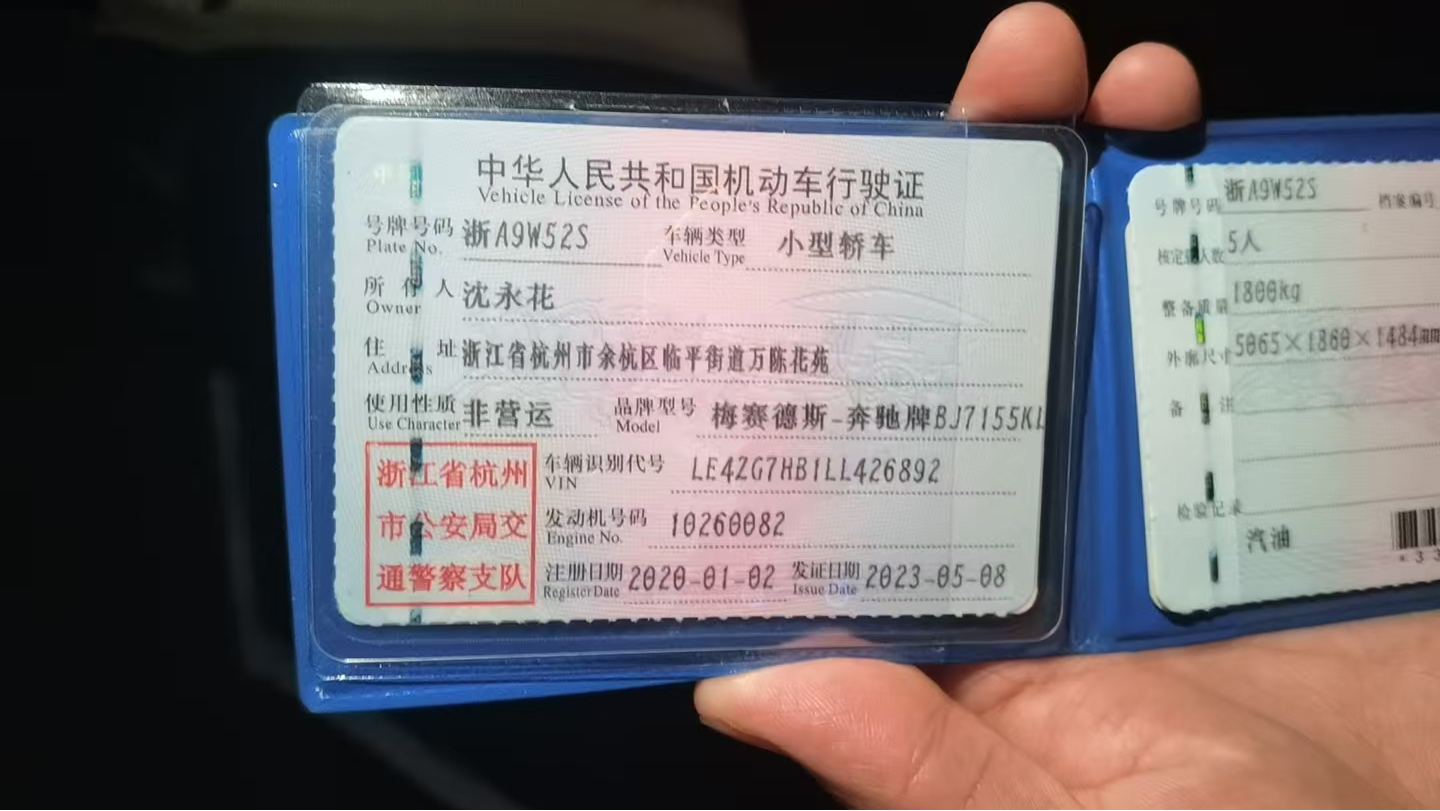 中华人民共和国机动车行驶证
Vehicle License of the People's Republic of China
号牌号码 浙A9W52S 车辆类型 小型轿车
Plate No. Vehicle Type
所有人 沈永花
Owner
住址 浙江省杭州市余杭区临平街道万陈花苑
Address
使用性质 非营运 品牌型号 梅赛德斯-奔驰牌BJ7155KL
Use Character Model
浙江省杭州
市公安局交
通警察支队
车辆识别代号 LE4ZG7HB1LL426892
VIN
发动机号码 10260082
Engine No.
注册日期 2020-01-02 发证日期 2023-05-08
Register Date Issue Date
号牌号码 浙A9W52S 档案编号
核定载人数 5人
整备质量 1800kg
外廓尺寸 5065×1860×1484mm
备注
检验记录
汽油